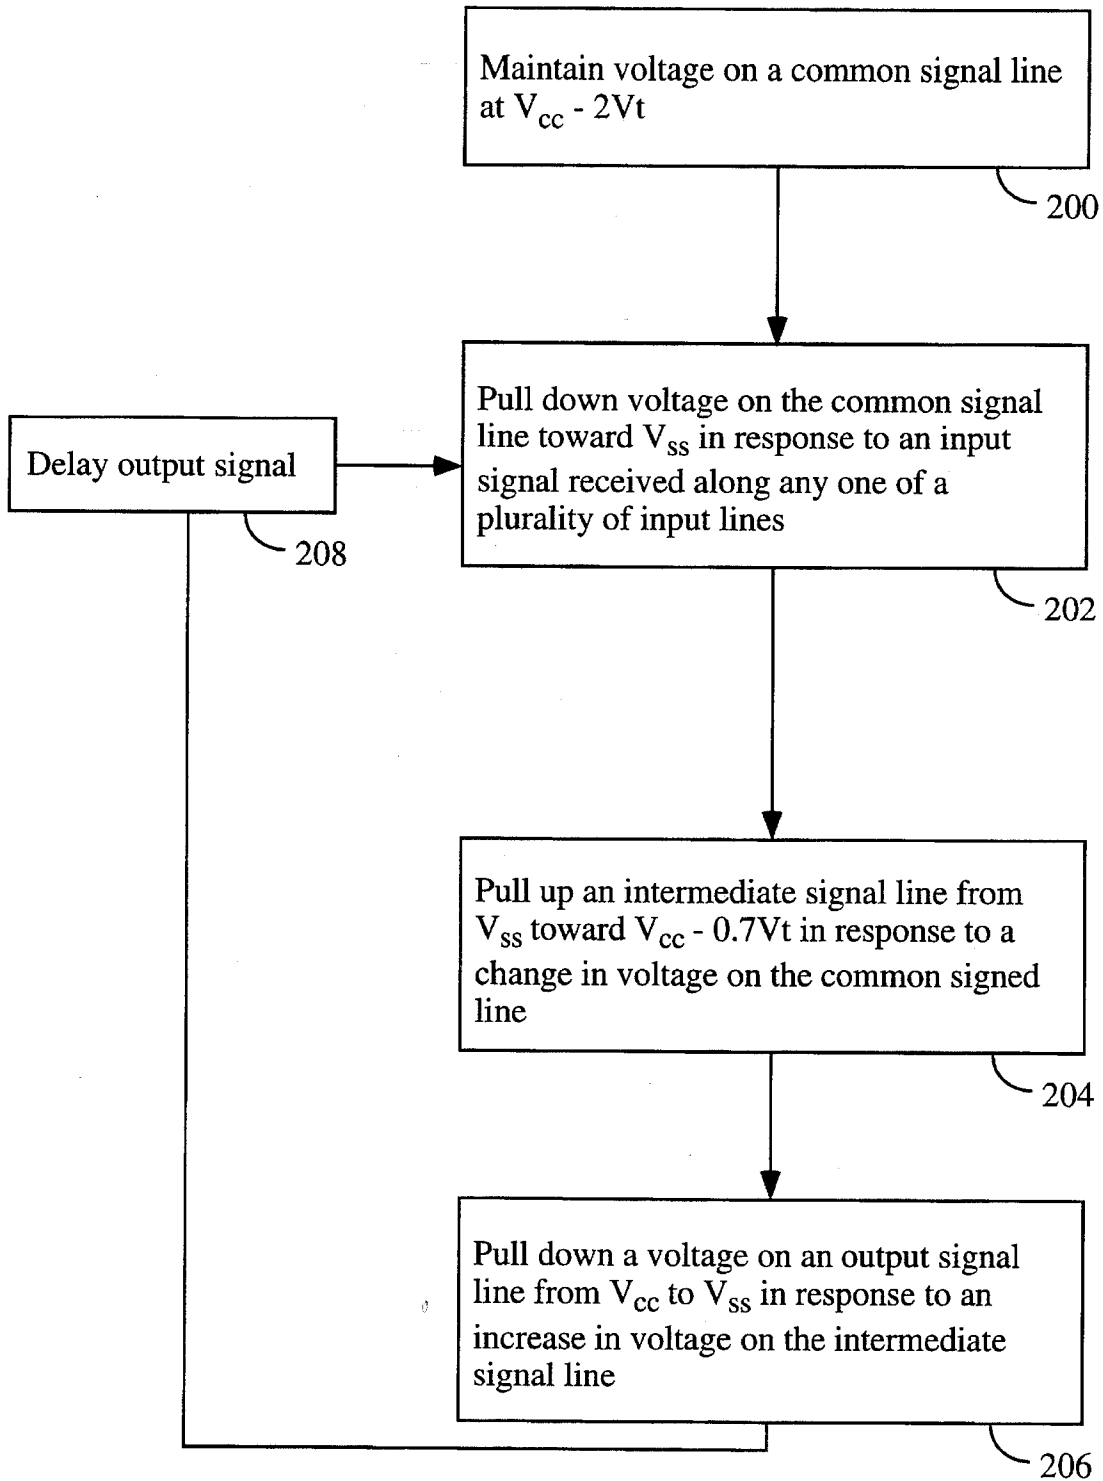 Maintain voltage on a common signal line
at Vcc - 2Vt
200
Pull down voltage on the common signal
line toward Vss in response to an input
signal received along any one of a
plurality of input lines
202
Delay output signal
208
Pull up an intermediate signal line from
Vss toward Vcc - 0.7Vt in response to a
change in voltage on the common signed
line
204
Pull down a voltage on an output signal
line from Vcc to Vss in response to an
increase in voltage on the intermediate
signal line
206